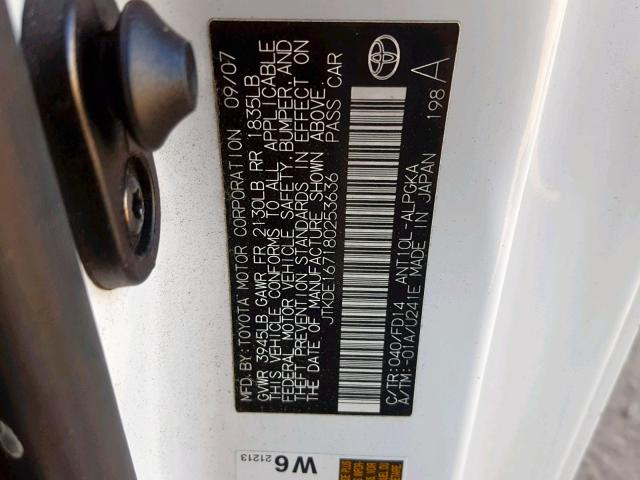 MFD. BY: TOYOTA MOTOR CORPORATION 09/07
GVWR 3945LB GAWR FR 2130LB RR 1835LB
THIS VEHICLE CONFORMS TO ALL APPLICABLE
FEDERAL MOTOR VEHICLE SAFETY, BUMPER, AND
THEFT PREVENTION STANDARDS IN EFFECT ON
THE DATE OF MANUFACTURE SHOWN ABOVE.
JTKDE167180253636 PASS CAR
C/TR: 040/FD14 ANT10L-ALPGKA
A/TM: -01A/U241E MADE IN JAPAN
198 A
W6
21213